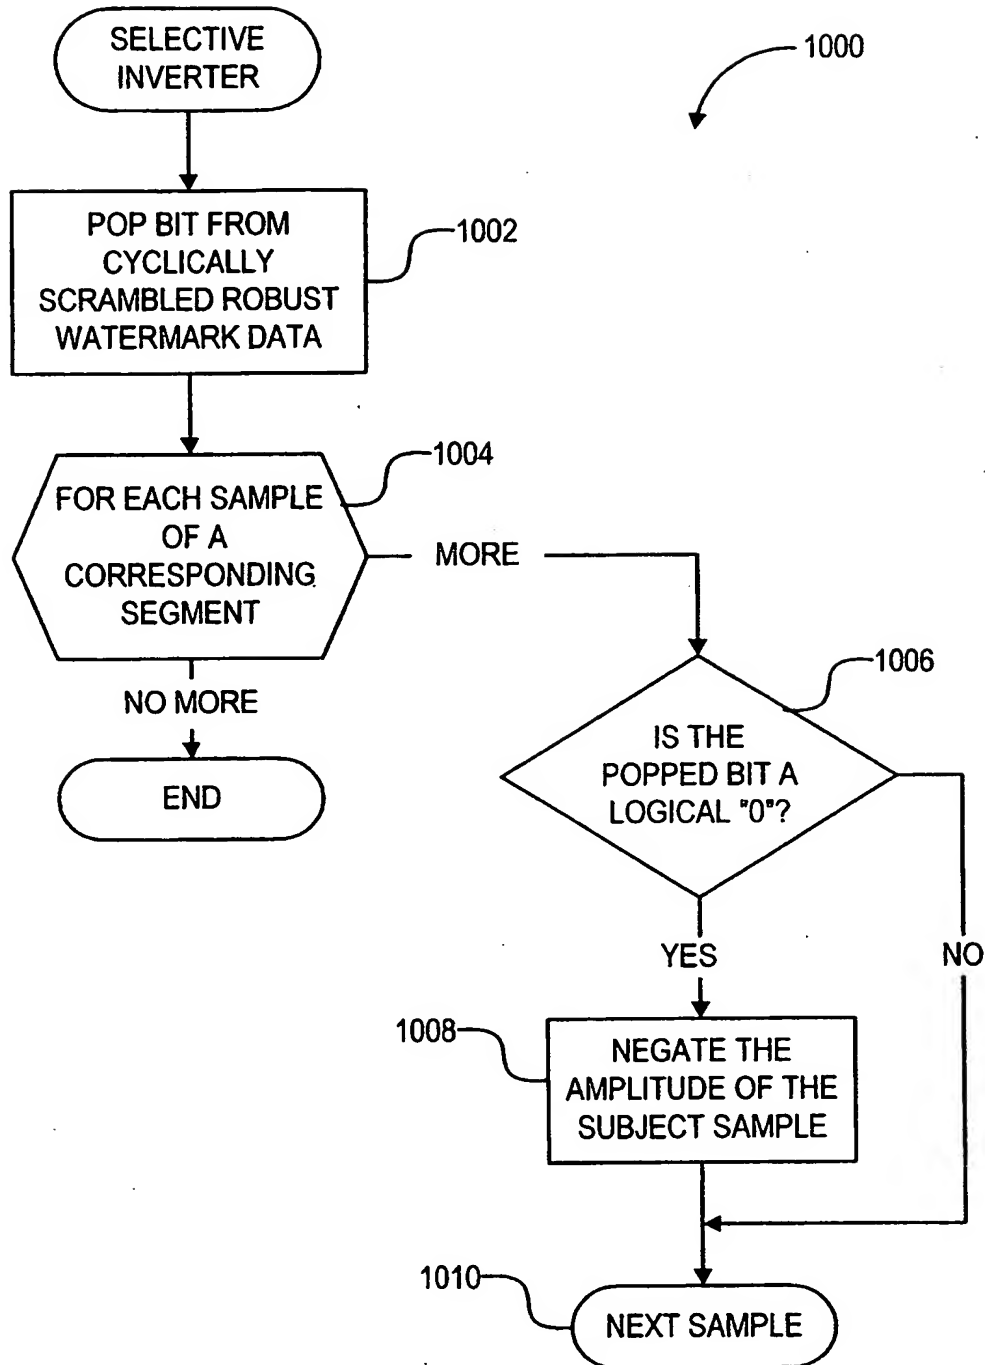 SELECTIVE
INVERTER
1000
POP BIT FROM
CYCLICALLY
SCRAMBLED ROBUST
WATERMARK DATA
1002
1004
FOR EACH SAMPLE
OF A
CORRESPONDING
SEGMENT
MORE
NO MORE
END
1006
IS THE
POPPED BIT A
LOGICAL "0"?
YES
NO
1008
NEGATE THE
AMPLITUDE OF THE
SUBJECT SAMPLE
1010
NEXT SAMPLE